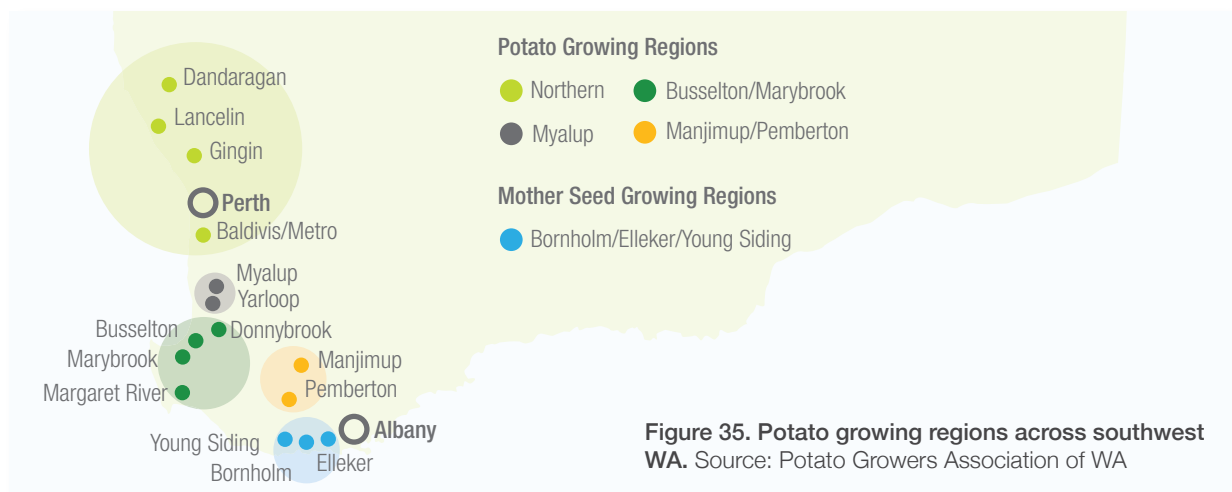 Potato Growing Regions
Northern
Busselton/Marybrook
Myalup
Manjimup/Pemberton
Mother Seed Growing Regions
Bornholm/Elleker/Young Siding
Dandaragan
Lancelin
Gingin
Perth
Baldivis/Metro
Myalup
Yarloop
Busselton
Donnybrook
Marybrook
Margaret River
Manjimup
Pemberton
Albany
Young Siding
Elleker
Bornholm
Figure 35. Potato growing regions across southwest
WA. Source: Potato Growers Association of WA